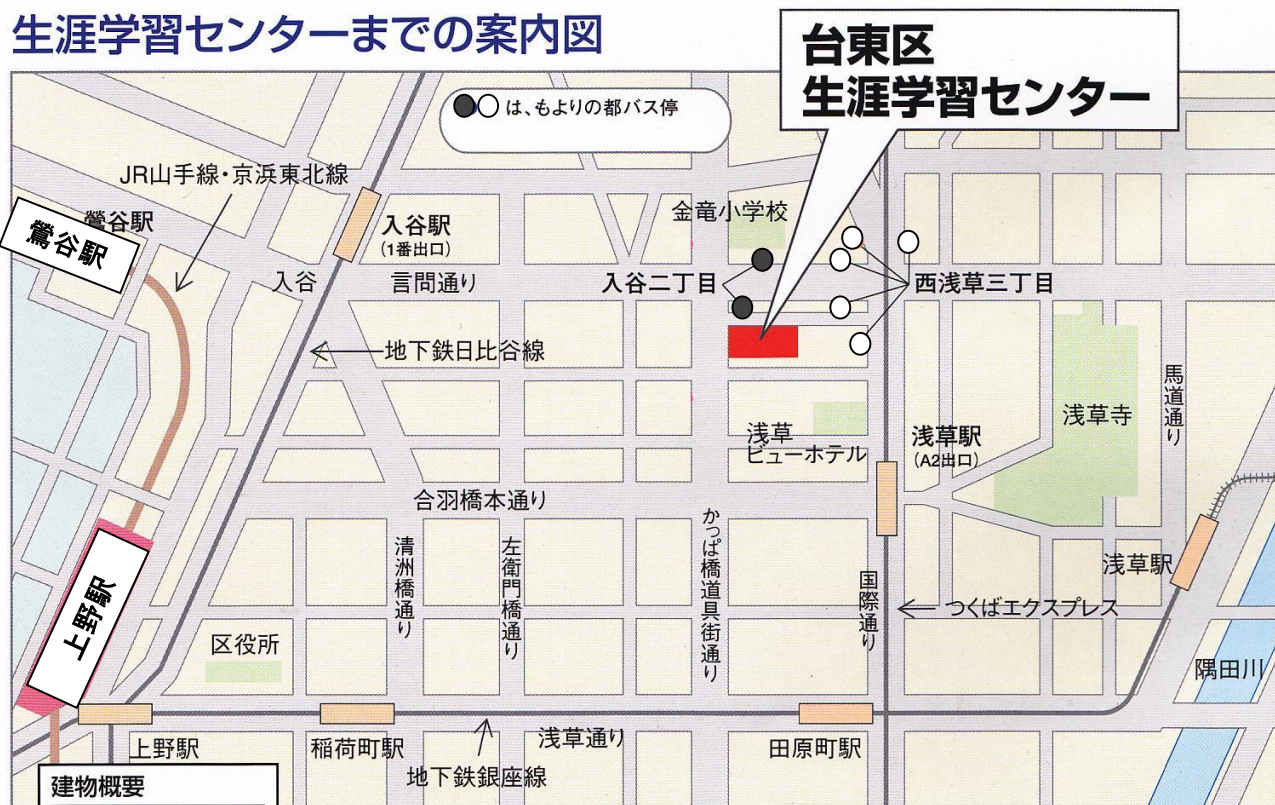 生涯学習センターまでの案内図
台東区
生涯学習センター
は、もよりの都バス停
JR山手線・京浜東北線
鶯谷駅
鶯谷駅
入谷駅
(1番出口)
金竜小学校
入谷
言問通り
入谷二丁目
西浅草三丁目
地下鉄日比谷線
馬道通り
浅草寺
浅草
ビューホテル
浅草駅
(A2出口)
合羽橋本通り
かっぱ橋道具街通り
清洲橋通り
左衛門橋通り
国際通り
浅草駅
つくばエクスプレス
上野駅
区役所
隅田川
上野駅
稲荷町駅
浅草通り
田原町駅
地下鉄銀座線
建物概要